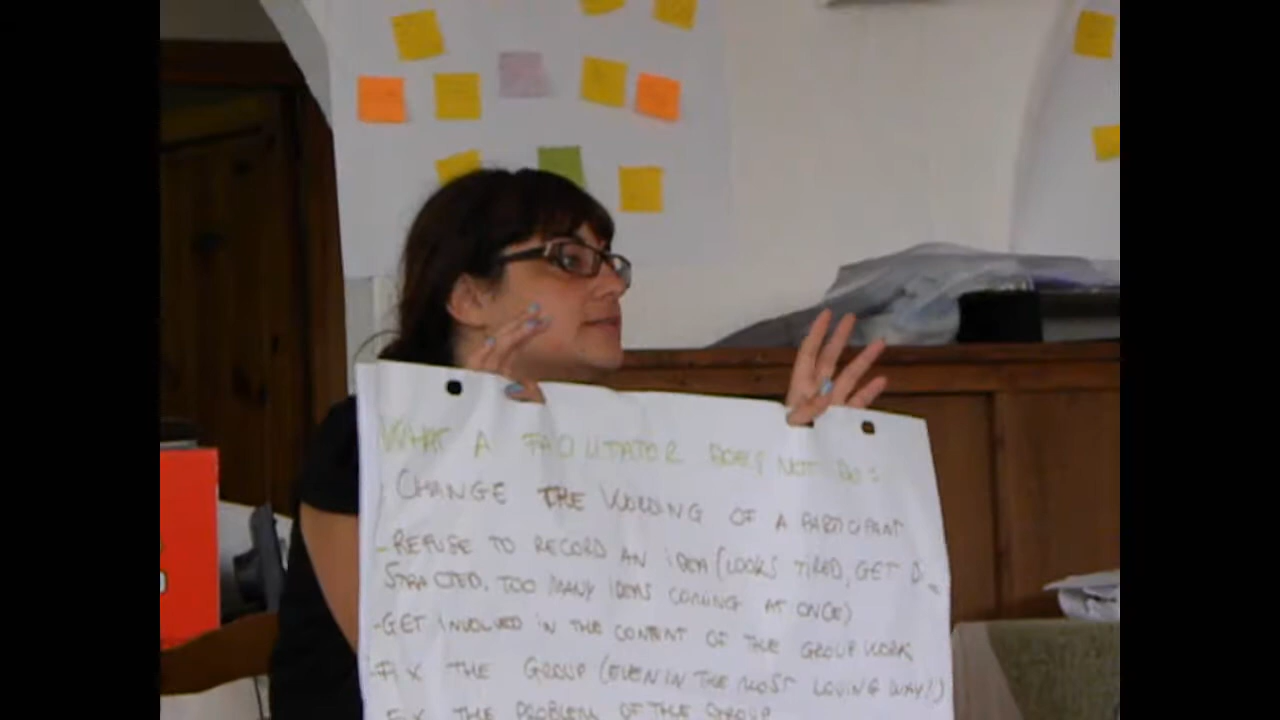 WHAT A FACILITATOR DOES NOT DO:
CHANGE THE WORDING OF A PARTICIPANT
-REFUSE TO RECORD AN IDEA (LOOKS TIRED, GET DI-
STRACTED, TOO MANY IDEAS COMING AT ONCE)
-GET INVOLVED IN THE CONTENT OF THE GROUP WORK
-FIX THE GROUP (EVEN IN THE MOST LOVING WAY!)
FIX THE PROBLEM OF THE GROUP